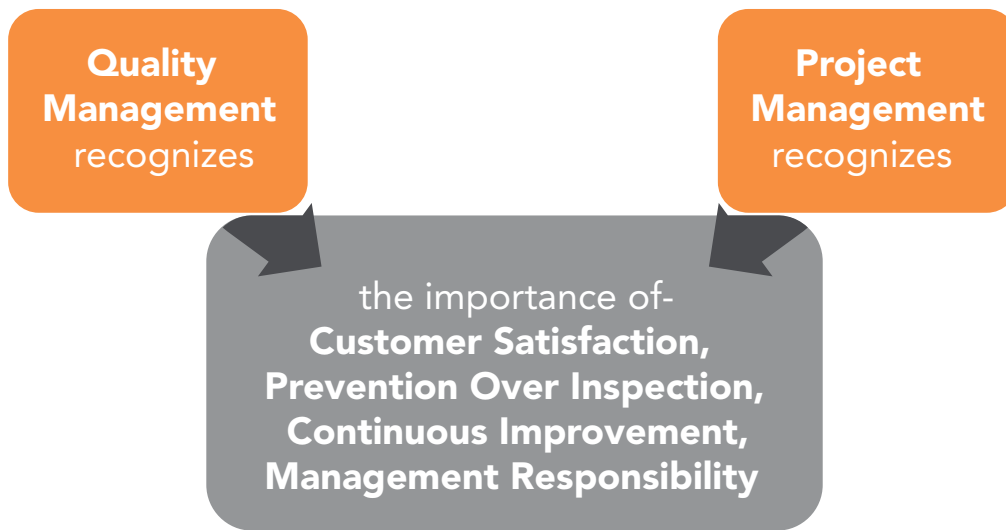 Quality
Management
recognizes
Project
Management
recognizes
the importance of-
Customer Satisfaction,
Prevention Over Inspection,
Continuous Improvement,
Management Responsibility